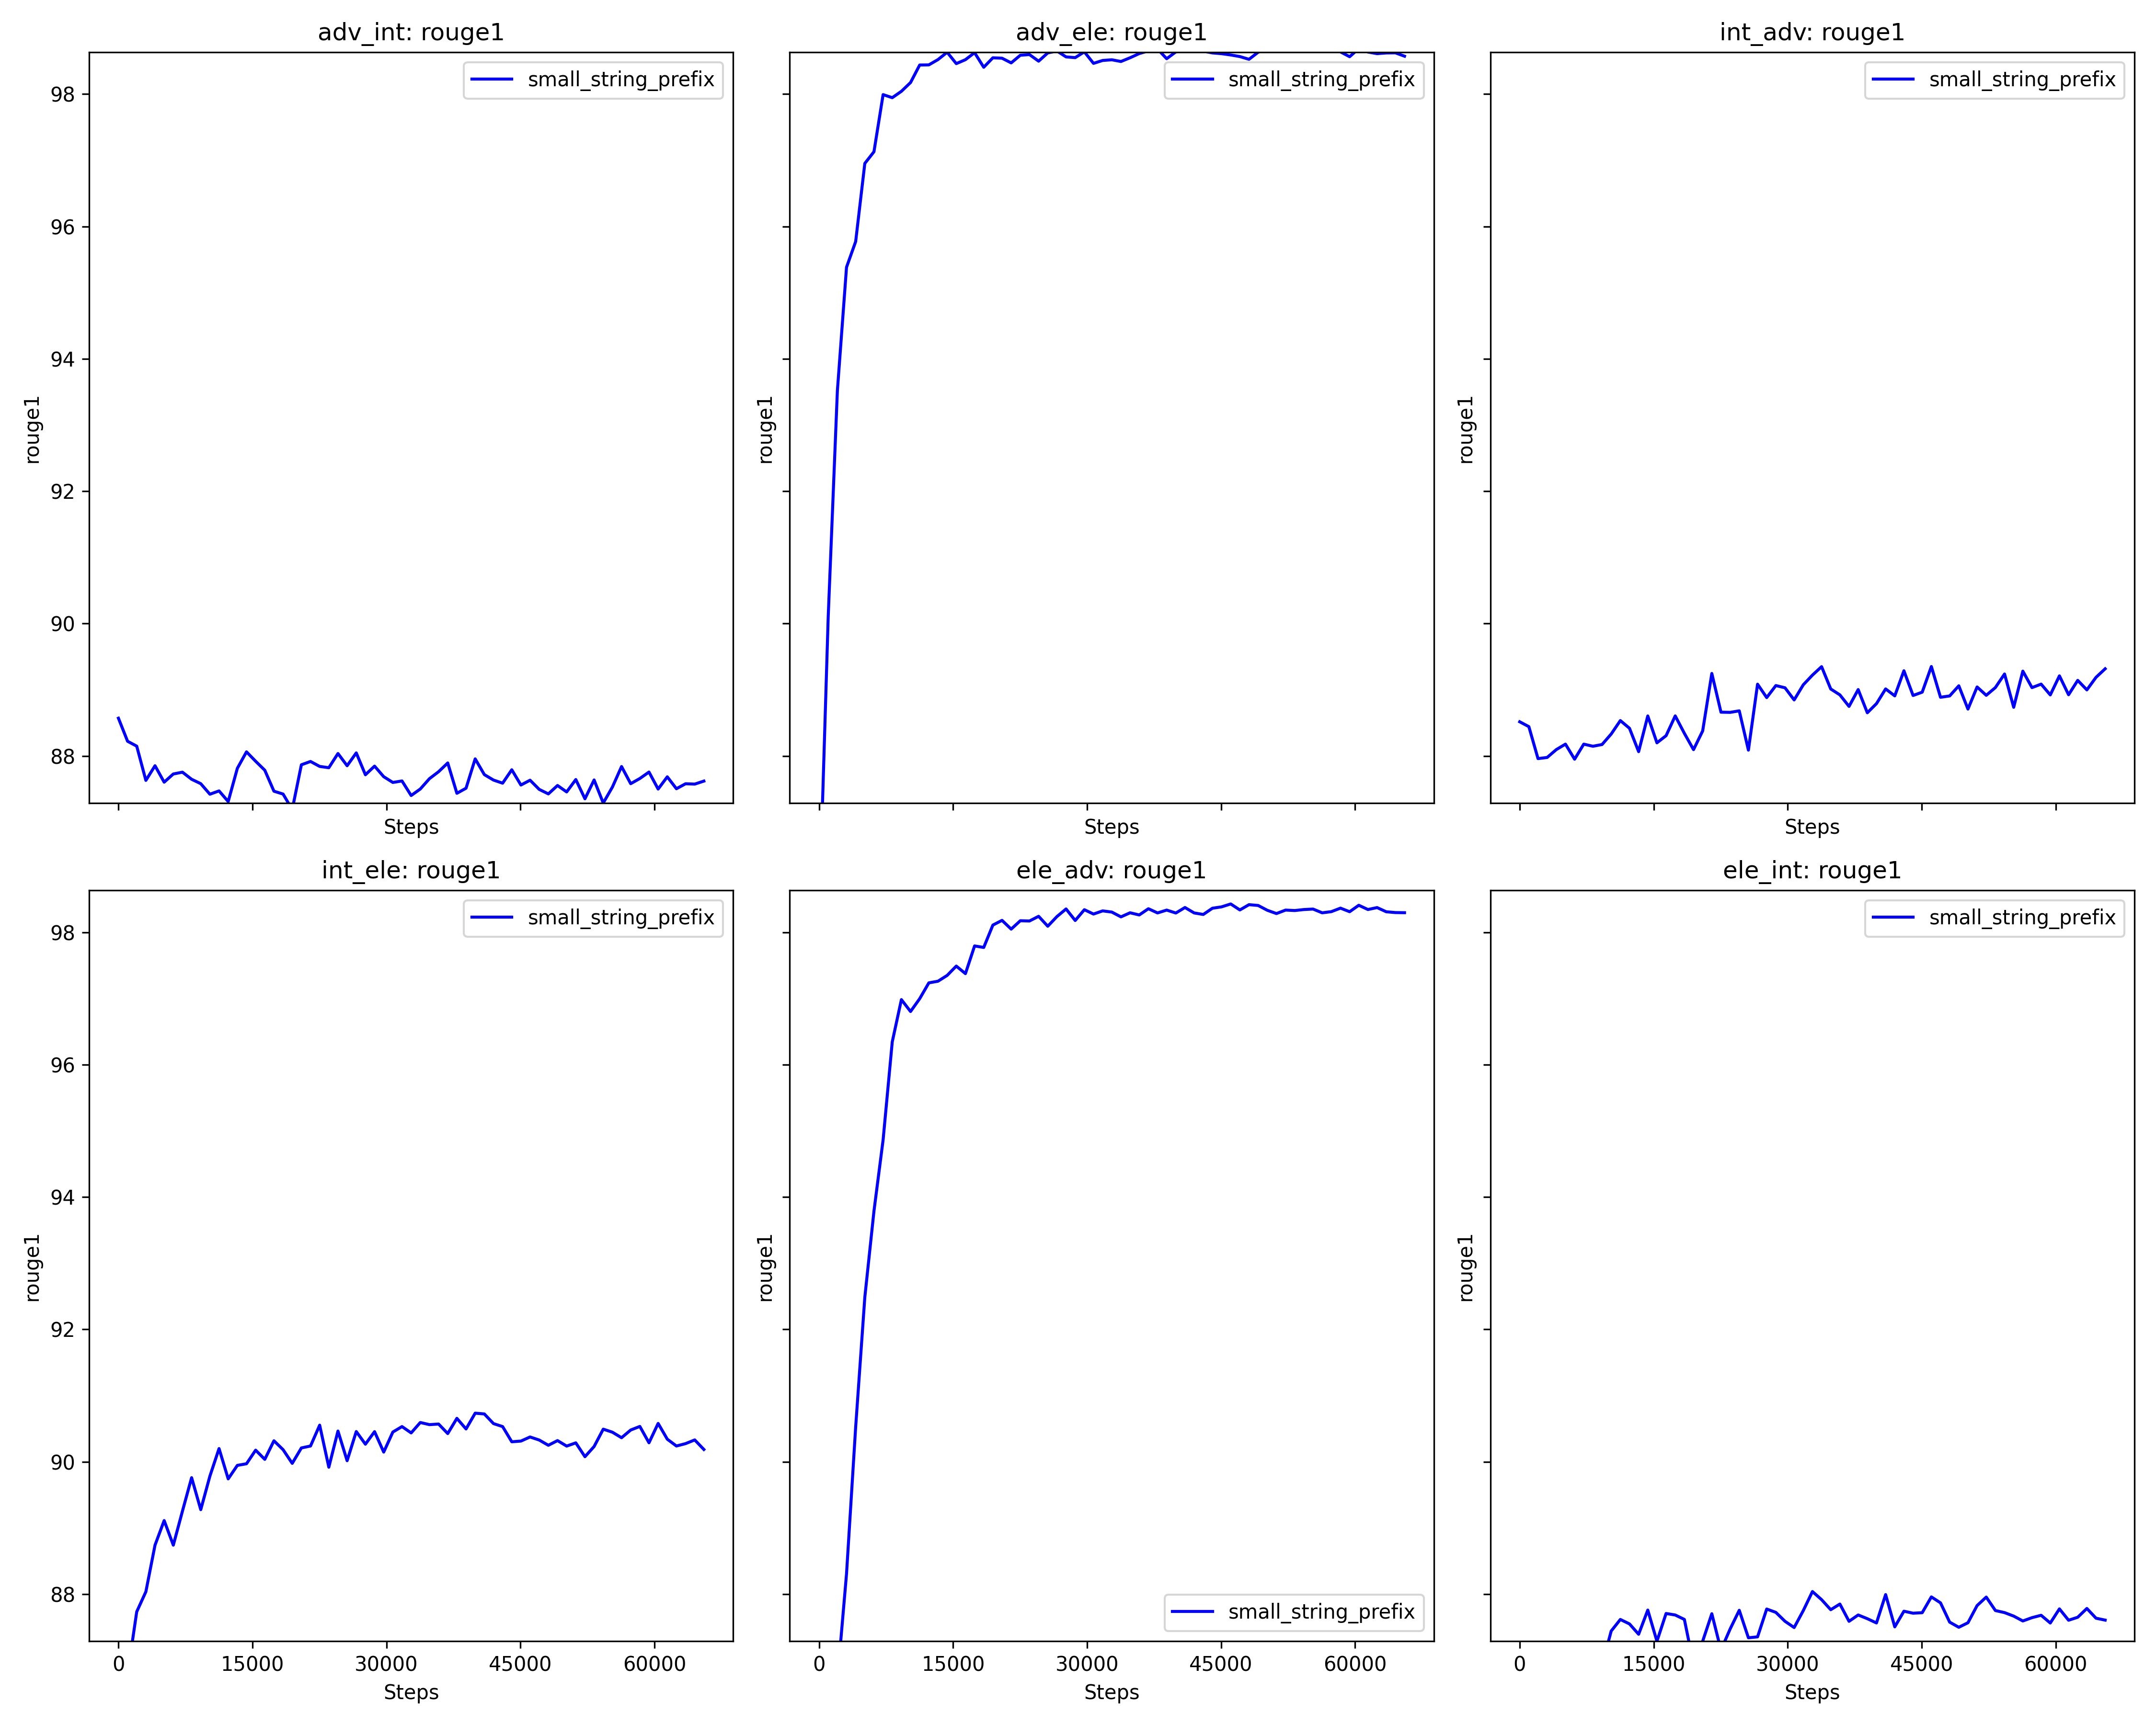 adv_int: rouge1
small_string_prefix
98
96
94
92
90
88
rouge1
Steps
adv_ele: rouge1
small_string_prefix
rouge1
Steps
int_adv: rouge1
small_string_prefix
rouge1
Steps
int_ele: rouge1
small_string_prefix
98
96
94
92
90
88
rouge1
0 15000 30000 45000 60000
Steps
ele_adv: rouge1
small_string_prefix
rouge1
0 15000 30000 45000 60000
Steps
ele_int: rouge1
small_string_prefix
rouge1
0 15000 30000 45000 60000
Steps